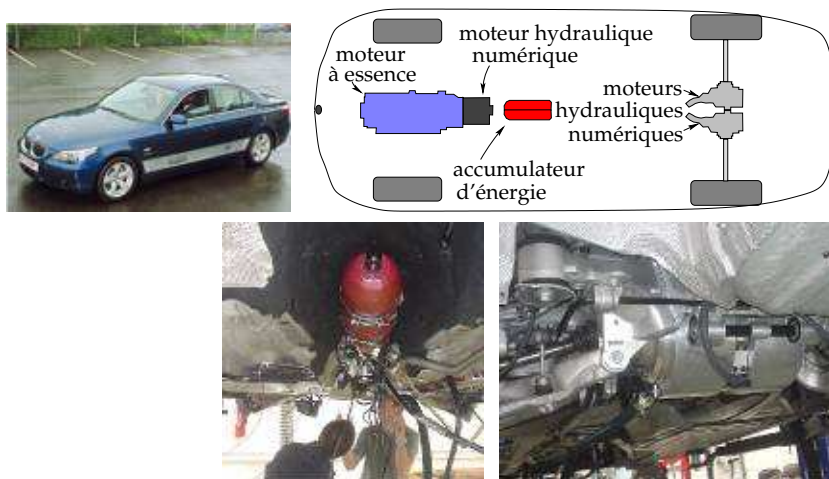 moteur
à essence
moteur hydraulique
numérique
moteurs
hydrauliques
numériques
accumulateur
d'énergie